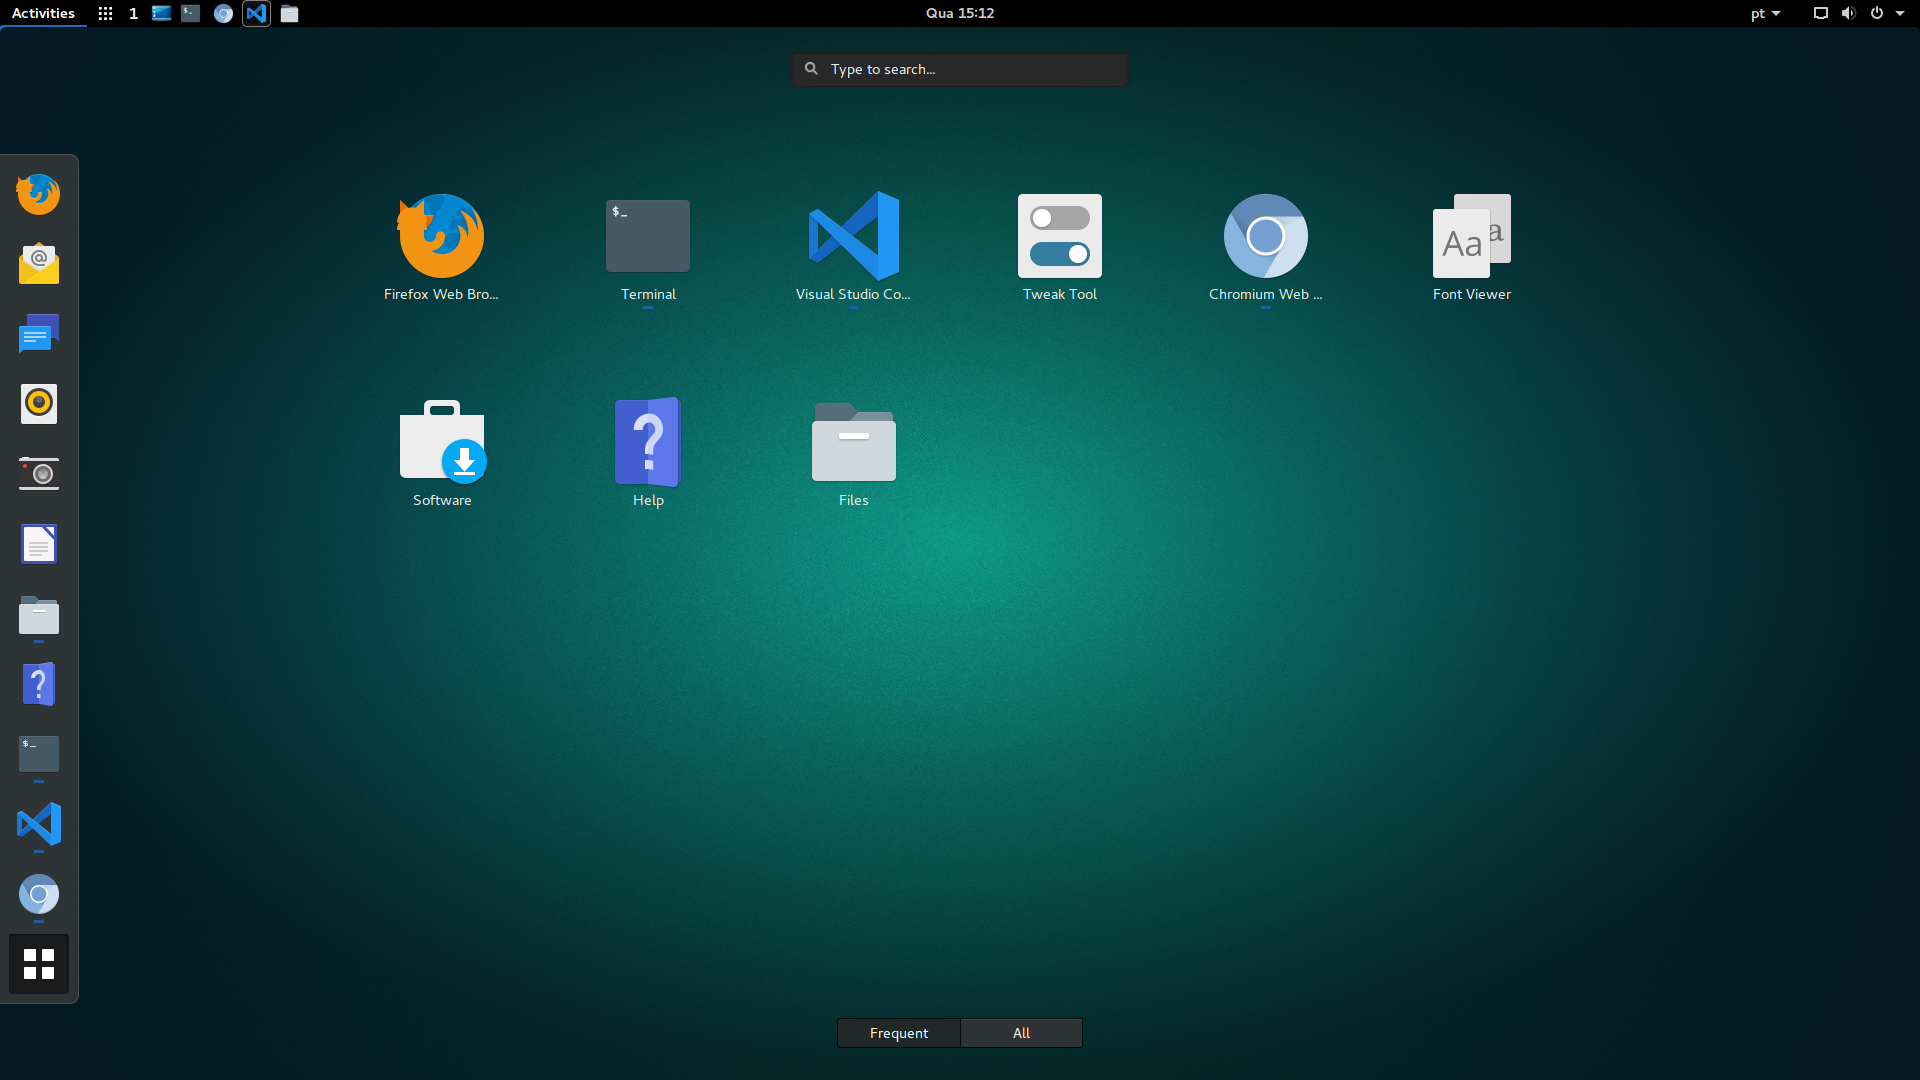 Activities
1
$_
Qua 15:12
pt
Type to search...
$_
Aa
a
Firefox Web Bro...
Terminal
Visual Studio Co...
Tweak Tool
Chromium Web ...
Font Viewer
?
Software
Help
Files
@
?
$_
Frequent
All